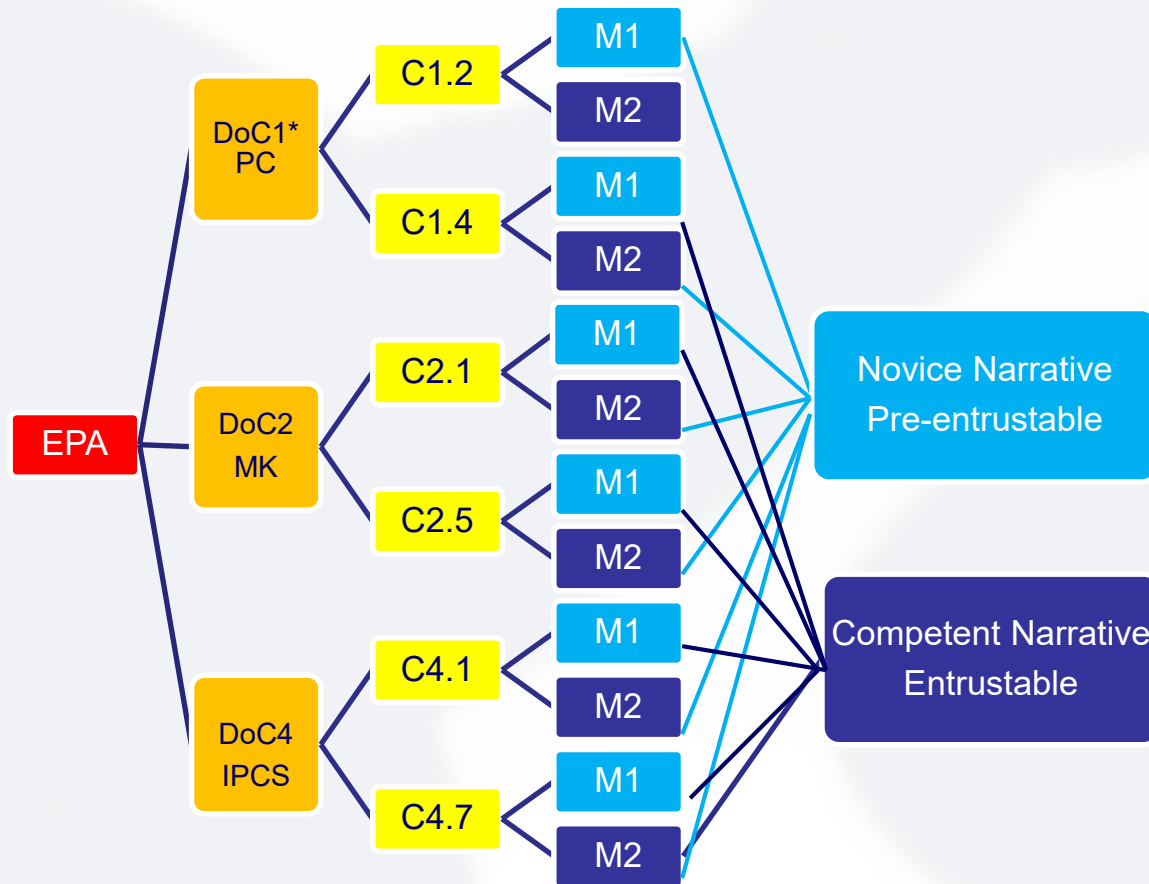 EPA
DoC1*
PC
DoC2
MK
DoC4
IPCS
C1.2
C1.4
C2.1
C2.5
C4.1
C4.7
M1
M2
M1
M2
M1
M2
M1
M2
M1
M2
M1
M2
Novice Narrative
Pre-entrustable
Competent Narrative
Entrustable